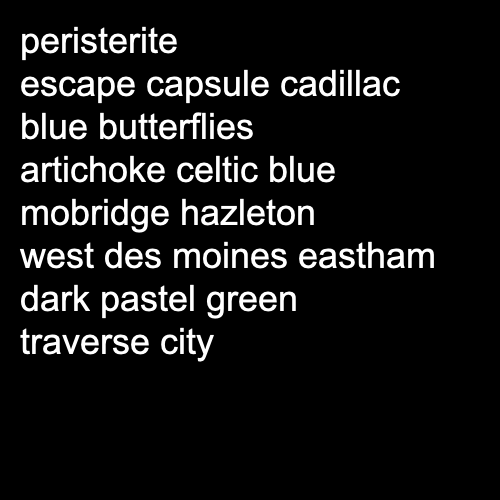 peristerite
escape capsule cadillac
blue butterflies
artichoke celtic blue
mobridge hazleton
west des moines eastham
dark pastel green
traverse city